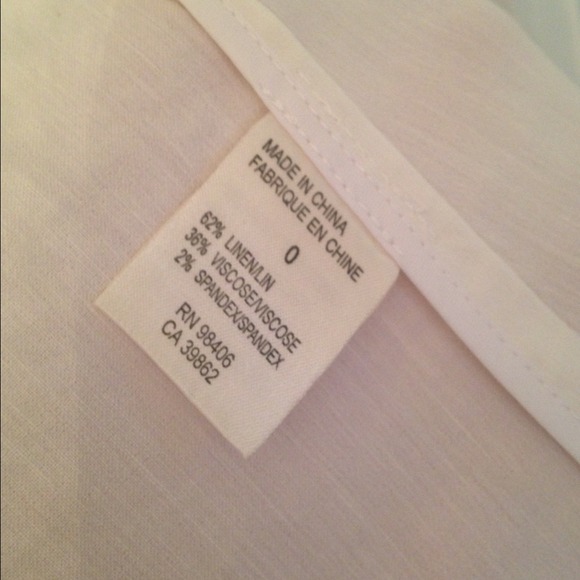 MADE IN CHINA
FABRIQUE EN CHINE
0
62% LINEN/LIN
36% VISCOSE/VISCOSE
2% SPANDEX/SPANDEX
RN 98406
CA 39862